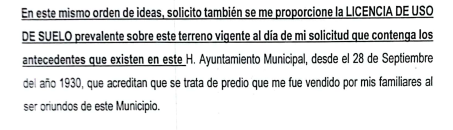 En este mismo orden de ideas, solicito también se me proporcione la LICENCIA DE USO
DE SUELO prevalente sobre este terreno vigente al día de mi solicitud que contenga los
antecedentes que existen en este H. Ayuntamiento Municipal, desde el 28 de Septiembre
del año 1930, que acreditan que se trata de predio que me fue vendido por mis familiares al
ser oriundos de este Municipio.